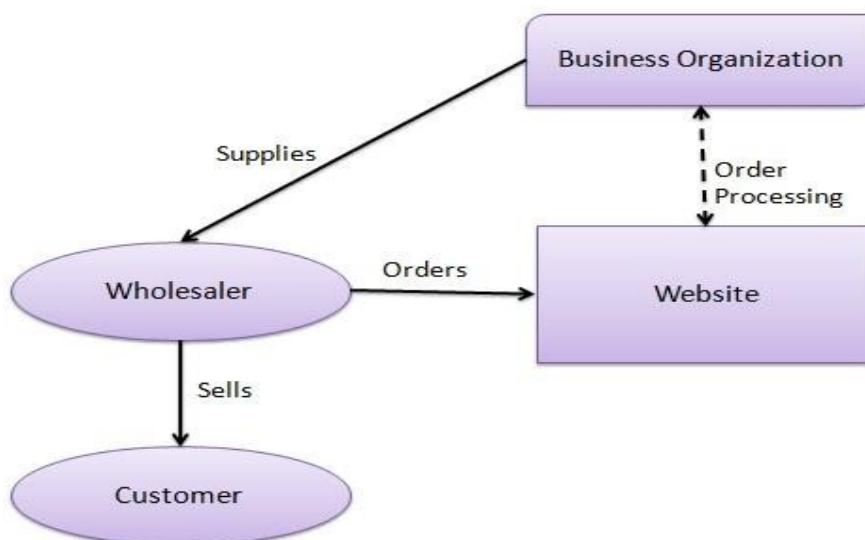 Business Organization
Supplies
Order
Processing
Wholesaler
Orders
Website
Sells
Customer